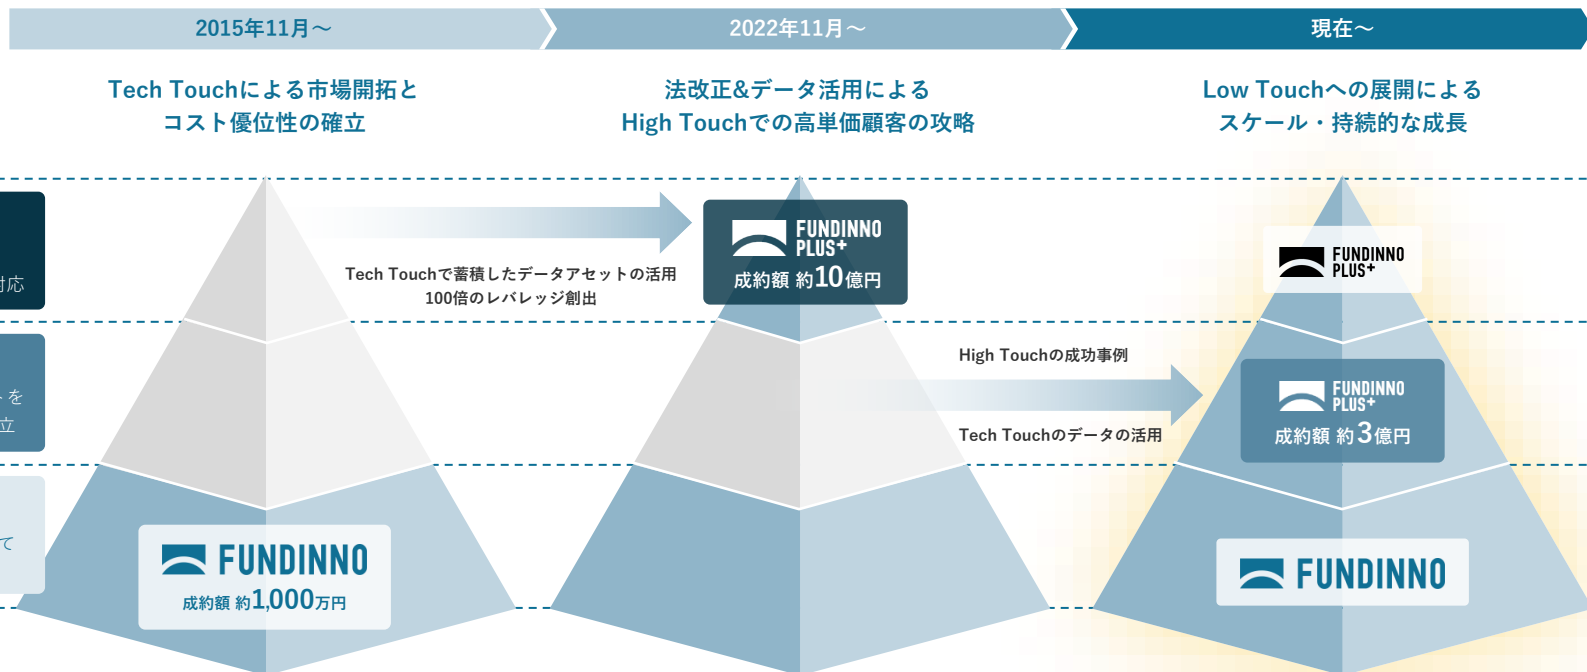 2015年11月～
2022年11月～
現在～
Tech Touchによる市場開拓と
コスト優位性の確立
法改正&データ活用による
High Touchでの高単価顧客の攻略
Low Touchへの展開による
スケール・持続的な成長
対応
トを
立
て
Tech Touchで蓄積したデータアセットの活用
100倍のレバレッジ創出
FUNDINNO
PLUS+
成約額 約10億円
FUNDINNO
PLUS+
High Touchの成功事例
Tech Touchのデータの活用
FUNDINNO
PLUS+
成約額 約3億円
FUNDINNO
成約額 約1,000万円
FUNDINNO